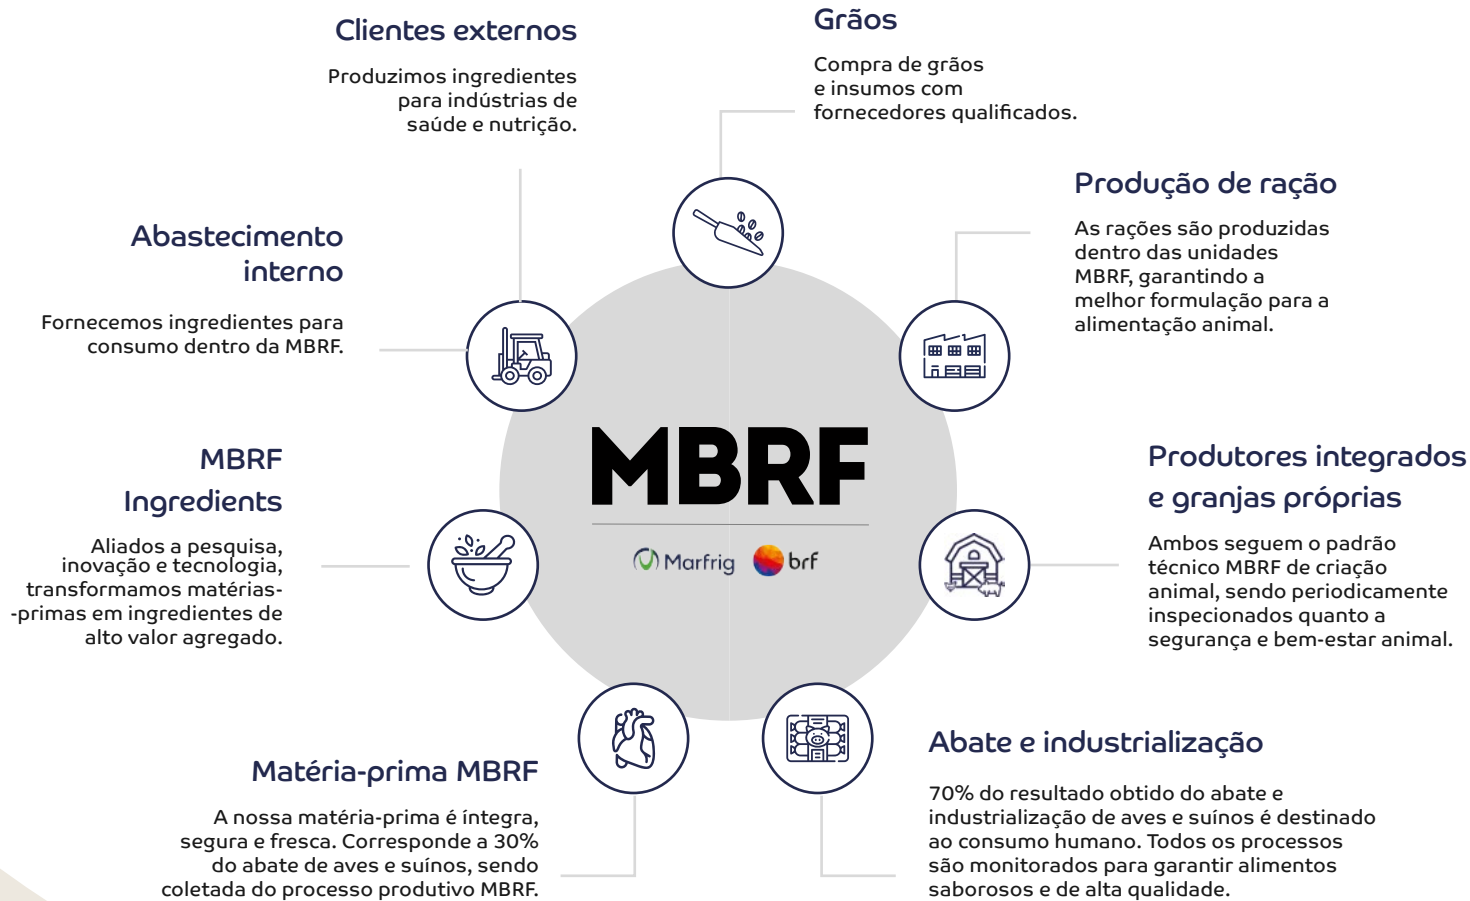 Clientes externos
Produzimos ingredientes
para indústrias de
saúde e nutrição.
Grãos
Compra de grãos
e insumos com
fornecedores qualificados.
Produção de ração
As rações são produzidas
dentro das unidades
MBRF, garantindo a
melhor formulação para a
alimentação animal.
Abastecimento
interno
Fornecemos ingredientes para
consumo dentro da MBRF.
MBRF
Marfrig
brf
MBRF
Ingredients
Aliados a pesquisa,
inovação e tecnologia,
transformamos matérias-
-primas em ingredientes de
alto valor agregado.
Produtores integrados
e granjas próprias
Ambos seguem o padrão
técnico MBRF de criação
animal, sendo periodicamente
inspecionados quanto a
segurança e bem-estar animal.
Matéria-prima MBRF
A nossa matéria-prima é íntegra,
segura e fresca. Corresponde a 30%
do abate de aves e suínos, sendo
coletada do processo produtivo MBRF.
Abate e industrialização
70% do resultado obtido do abate e
industrialização de aves e suínos é destinado
ao consumo humano. Todos os processos
são monitorados para garantir alimentos
saborosos e de alta qualidade.